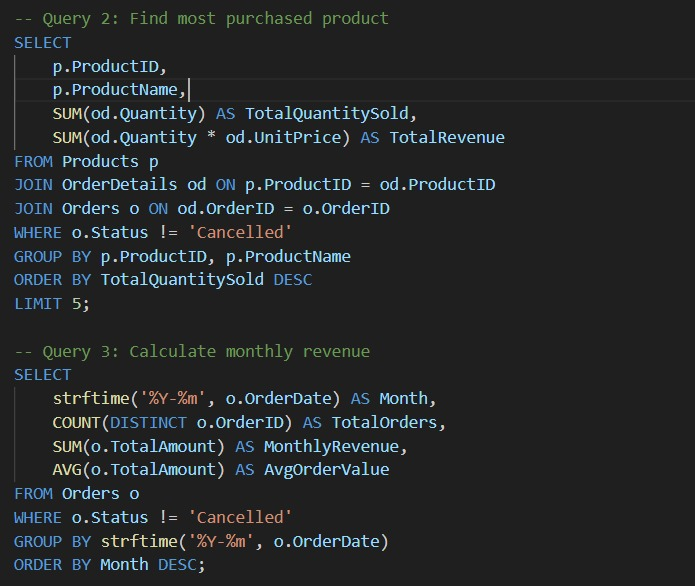 -- Query 2: Find most purchased product
SELECT
    p.ProductID,
    p.ProductName,
    SUM(od.Quantity) AS TotalQuantitySold,
    SUM(od.Quantity * od.UnitPrice) AS TotalRevenue
FROM Products p
JOIN OrderDetails od ON p.ProductID = od.ProductID
JOIN Orders o ON od.OrderID = o.OrderID
WHERE o.Status != 'Cancelled'
GROUP BY p.ProductID, p.ProductName
ORDER BY TotalQuantitySold DESC
LIMIT 5;

-- Query 3: Calculate monthly revenue
SELECT
    strftime('%Y-%m', o.OrderDate) AS Month,
    COUNT(DISTINCT o.OrderID) AS TotalOrders,
    SUM(o.TotalAmount) AS MonthlyRevenue,
    AVG(o.TotalAmount) AS AvgOrderValue
FROM Orders o
WHERE o.Status != 'Cancelled'
GROUP BY strftime('%Y-%m', o.OrderDate)
ORDER BY Month DESC;